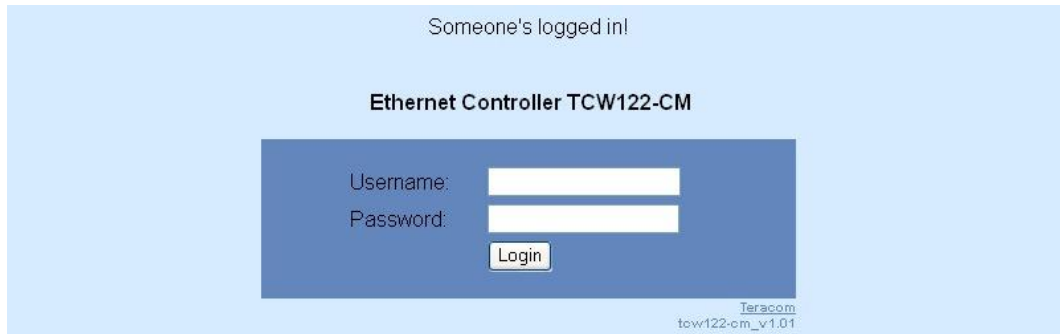 Someone's logged in!
Ethernet Controller TCW122-CM
Username:
Password:
Login
Teracom
tcw122-cm_v1.01